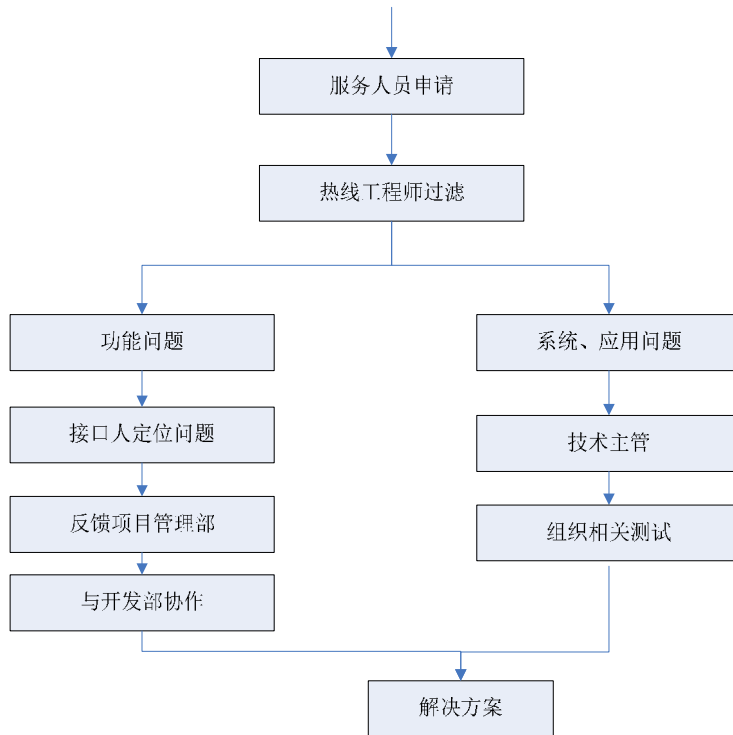 服务人员申请
热线工程师过滤
功能问题
系统、应用问题
接口人定位问题
技术主管
反馈项目管理部
组织相关测试
与开发部协作
解决方案